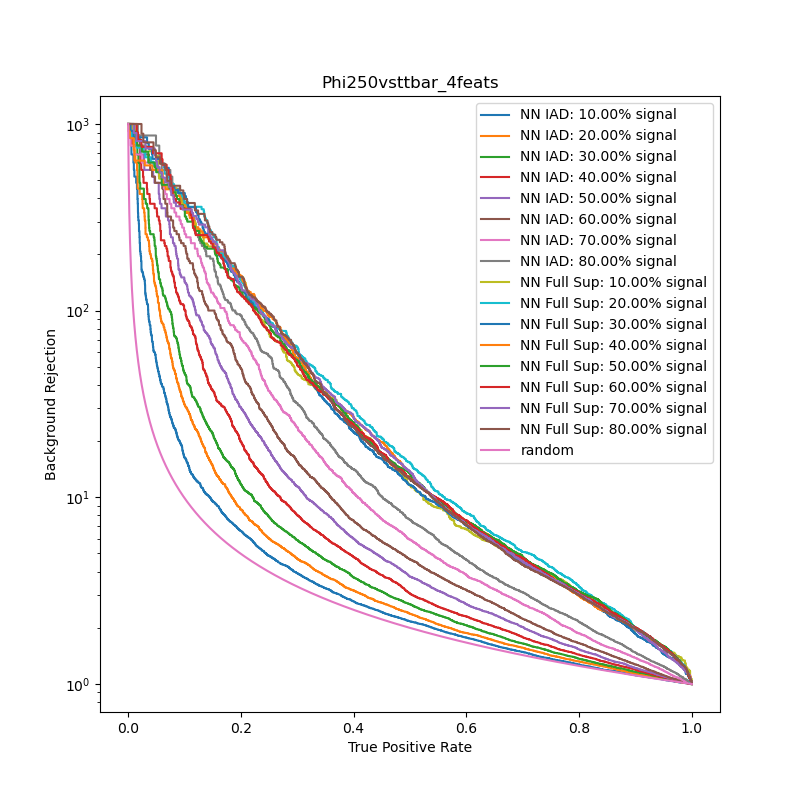 Phi250vsttbar_4feats
NN IAD: 10.00% signal
NN IAD: 20.00% signal
NN IAD: 30.00% signal
NN IAD: 40.00% signal
NN IAD: 50.00% signal
NN IAD: 60.00% signal
NN IAD: 70.00% signal
NN IAD: 80.00% signal
NN Full Sup: 10.00% signal
NN Full Sup: 20.00% signal
NN Full Sup: 30.00% signal
NN Full Sup: 40.00% signal
NN Full Sup: 50.00% signal
NN Full Sup: 60.00% signal
NN Full Sup: 70.00% signal
NN Full Sup: 80.00% signal
random
Background Rejection
10³
10²
10¹
10⁰
0.0 0.2 0.4 0.6 0.8 1.0
True Positive Rate